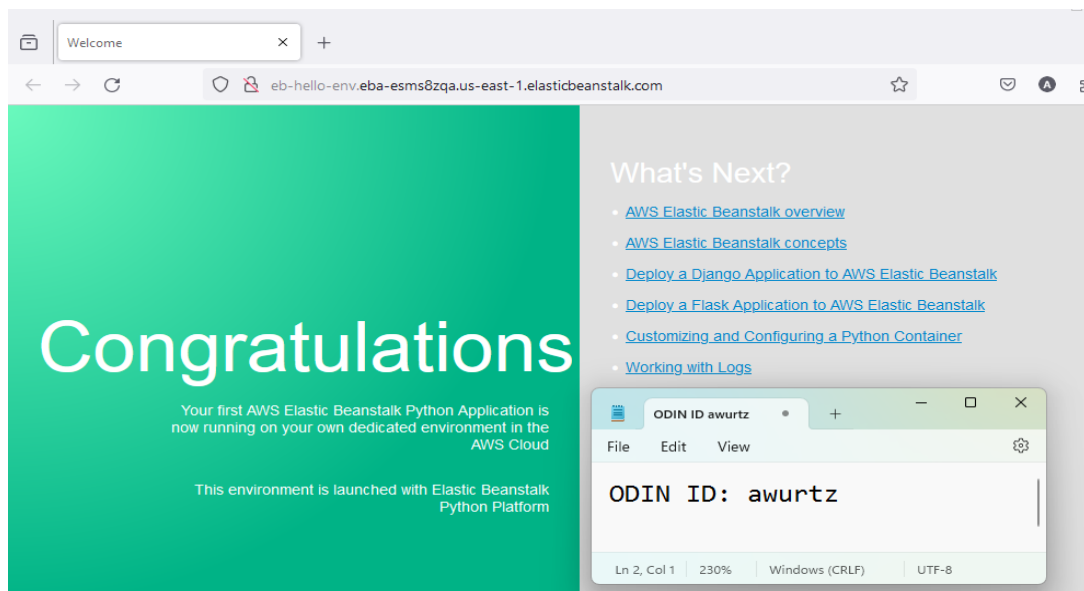 Welcome
eb-hello-env.eba-esms8zqa.us-east-1.elasticbeanstalk.com
A
Congratulations
Your first AWS Elastic Beanstalk Python Application is
now running on your own dedicated environment in the
AWS Cloud
This environment is launched with Elastic Beanstalk
Python Platform
What's Next?
AWS Elastic Beanstalk overview
AWS Elastic Beanstalk concepts
Deploy a Django Application to AWS Elastic Beanstalk
Deploy a Flask Application to AWS Elastic Beanstalk
Customizing and Configuring a Python Container
Working with Logs
ODIN ID awurtz
File Edit View
ODIN ID: awurtz
Ln 2, Col 1 230% Windows (CRLF) UTF-8